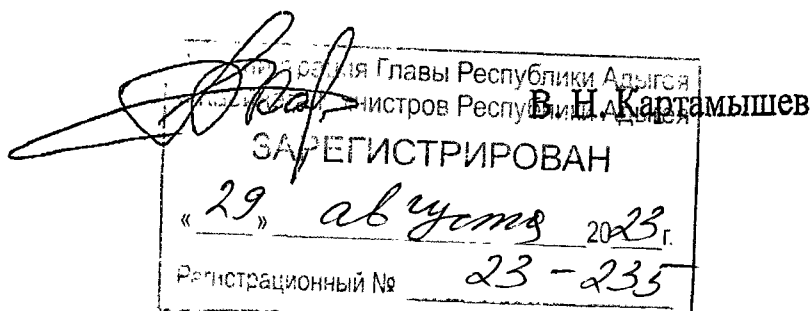 Администрация Главы Республики Адыгея
и Кабинета Министров Республики Адыгея
В. Н. Картамышев
ЗАРЕГИСТРИРОВАН
« 29 » августа 2023 г.
Регистрационный № 23 - 235